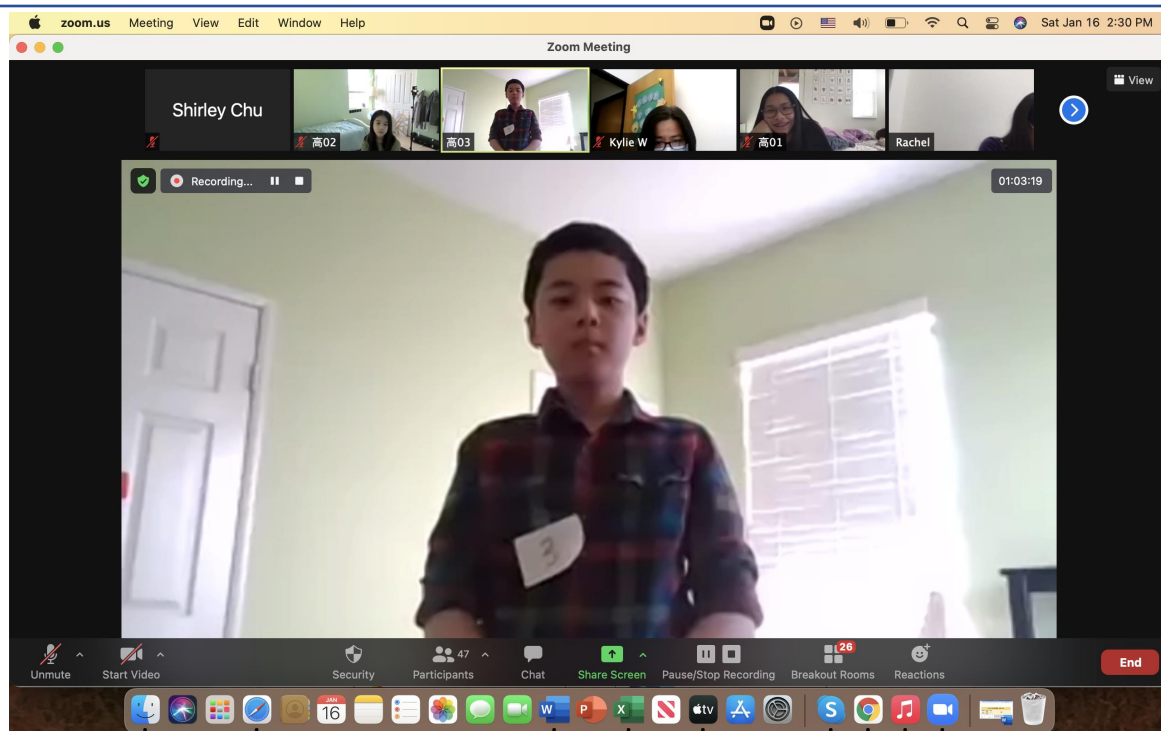 zoom.us Meeting View Edit Window Help Sat Jan 16 2:30 PM
Zoom Meeting
View
Shirley Chu
高02
高03
Kylie W
高01
Rachel
Recording...
01:03:19
3
47
26
Unmute Start Video Security Participants Chat Share Screen Pause/Stop Recording Breakout Rooms Reactions End
JAN
16
W
P
X
N
tv
S